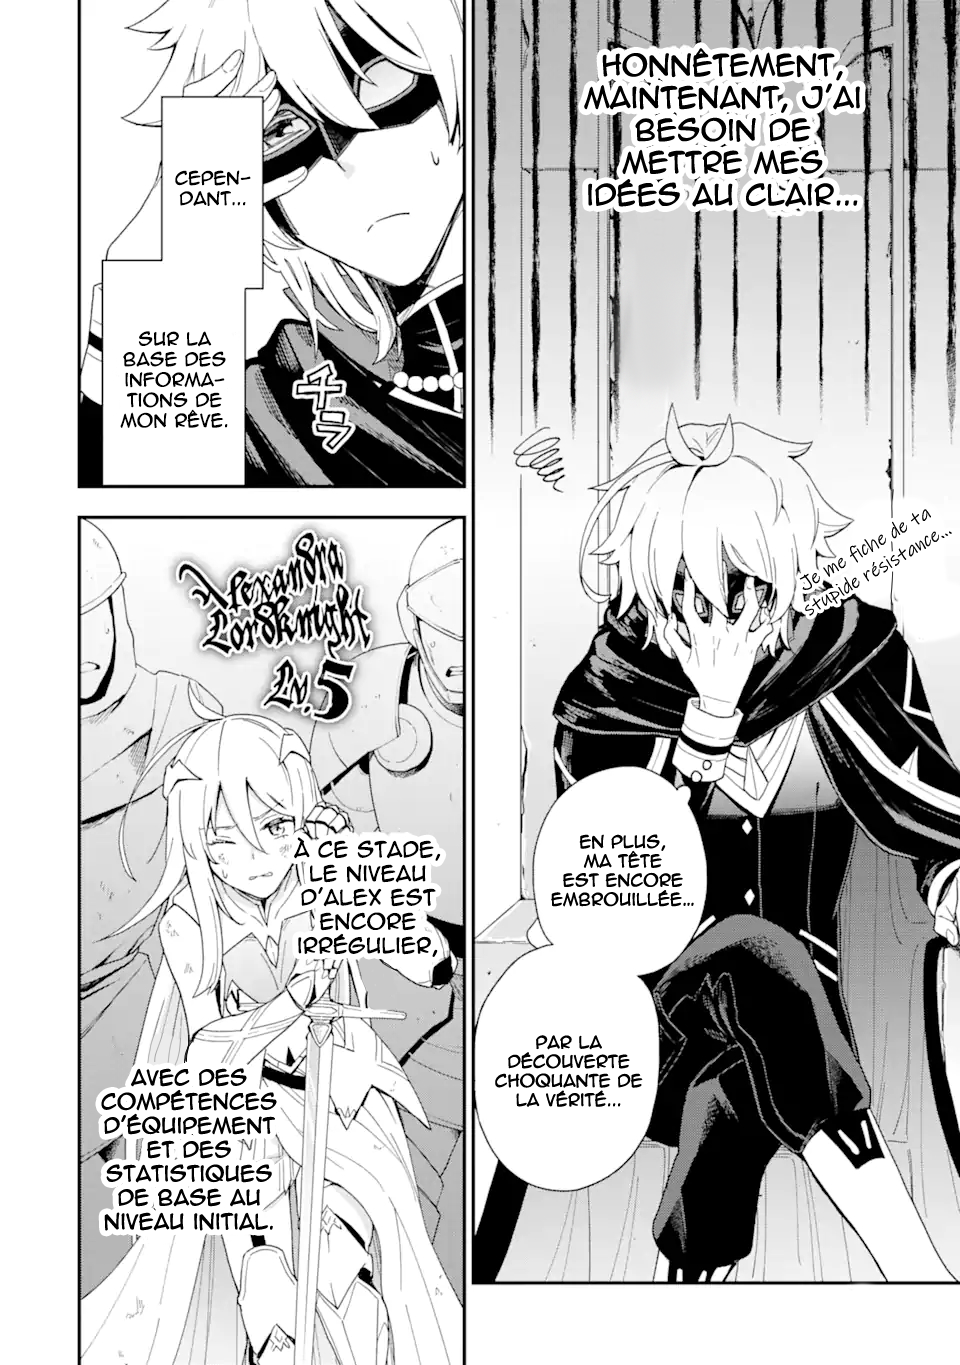 HONNÊTEMENT,
MAINTENANT, J'AI
BESOIN DE
METTRE MES
IDÉES AU CLAIR...
Je me fiche de ta
stupide résistance...
EN PLUS,
MA TÊTE
EST ENCORE
EMBROUILLÉE...
PAR LA
DÉCOUVERTE
CHOQUANTE DE
LA VÉRITÉ...
CEPEN-
DANT...
SUR LA
BASE DES
INFORMA-
TIONS DE
MON RÊVE.
チラ
Alexandra
Lordknight
Lv.5
À CE STADE,
LE NIVEAU
D'ALEX EST
ENCORE
IRRÉGULIER,
AVEC DES
COMPÉTENCES
D'ÉQUIPEMENT
ET DES
STATISTIQUES
DE BASE AU
NIVEAU INITIAL.